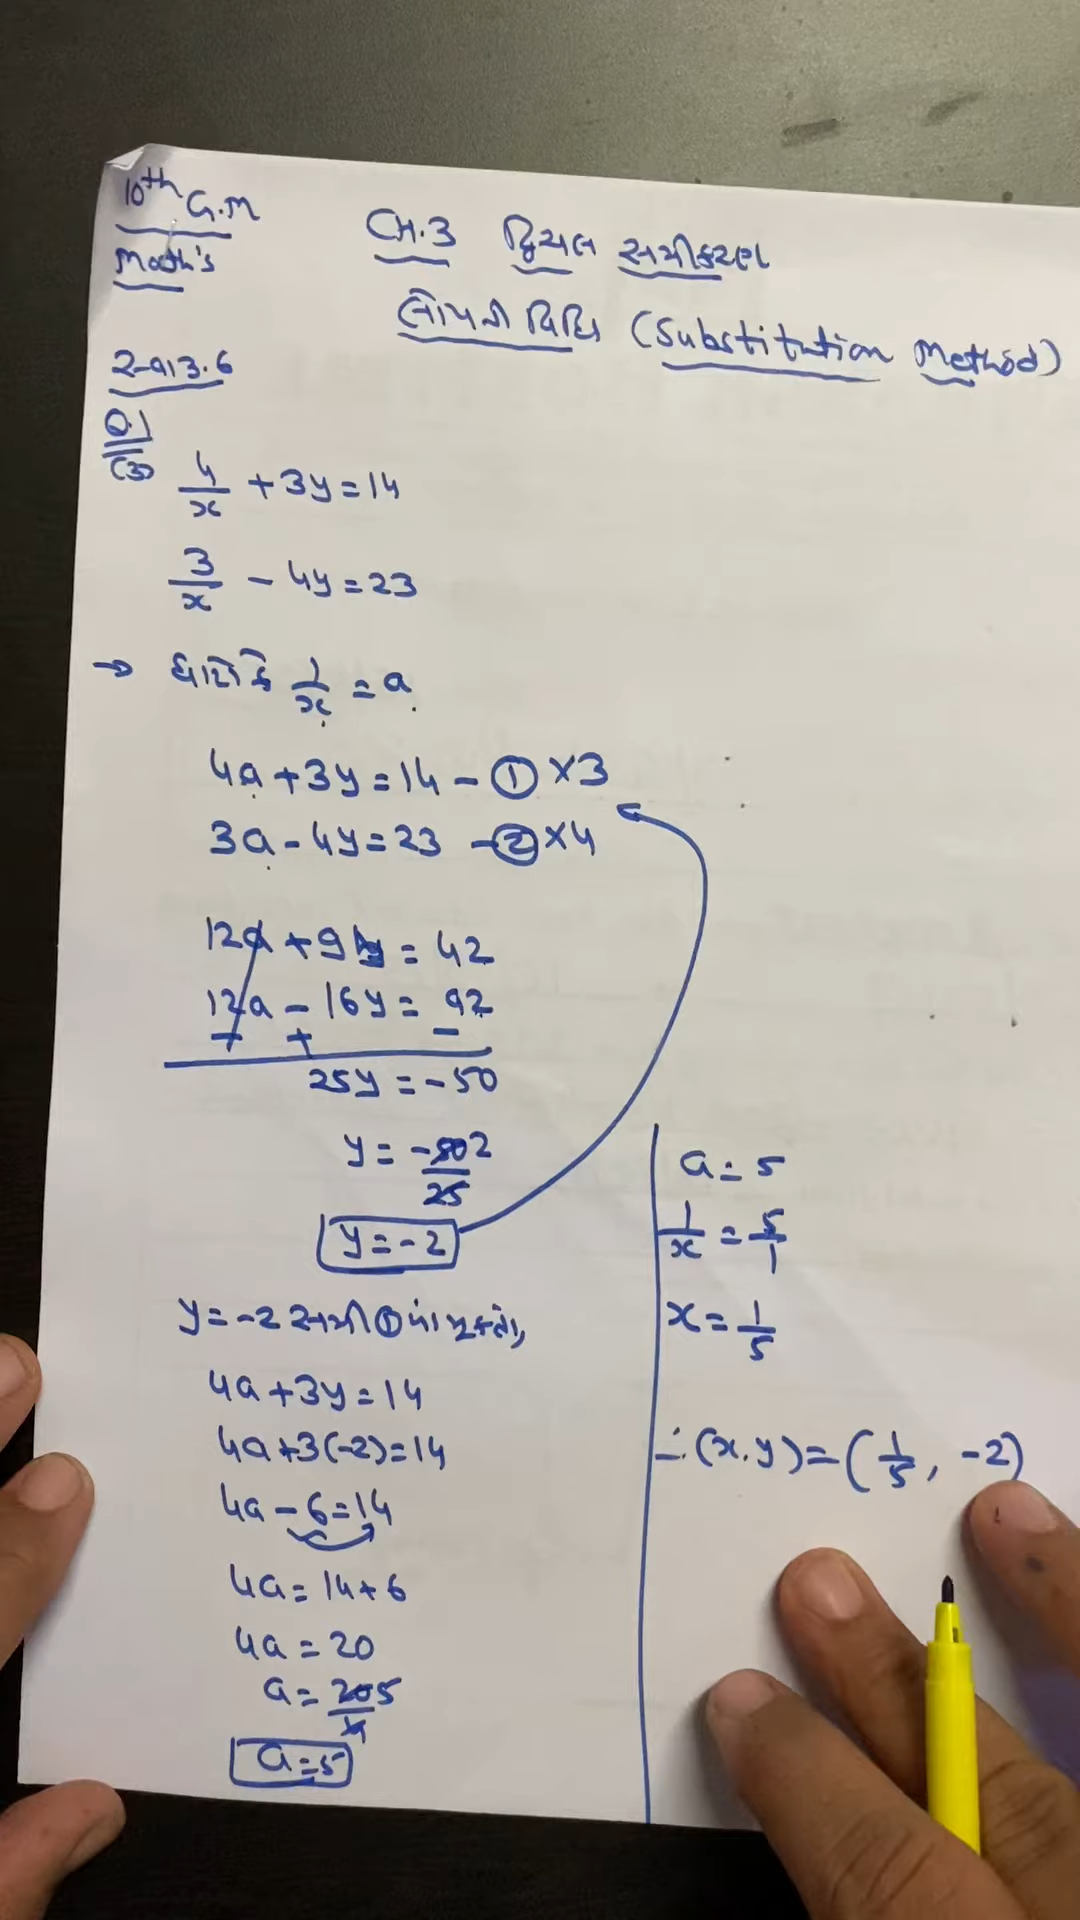 10th G.M
Math's
CH.3 દ્વિચલ સમીકરણ
લોપની વિધિ (Substitution Method)
સ્વા3.6
Q.1
(3)
4/x + 3y = 14
3/x - 4y = 23
→ ધારો કે 1/x = a
4a + 3y = 14 - ① × 3
3a - 4y = 23 - ② × 4
12a + 9y = 42
12a - 16y = 92
- + -
25y = -50
y = -50/25 2
y = -2
y = -2 સમી ① માં મૂકતાં,
4a + 3y = 14
4a + 3(-2) = 14
4a - 6 = 14
4a = 14 + 6
4a = 20
a = 20/4 5
a = 5
a = 5
1/x = 5/1
x = 1/5
∴ (x.y) = (1/5, -2)